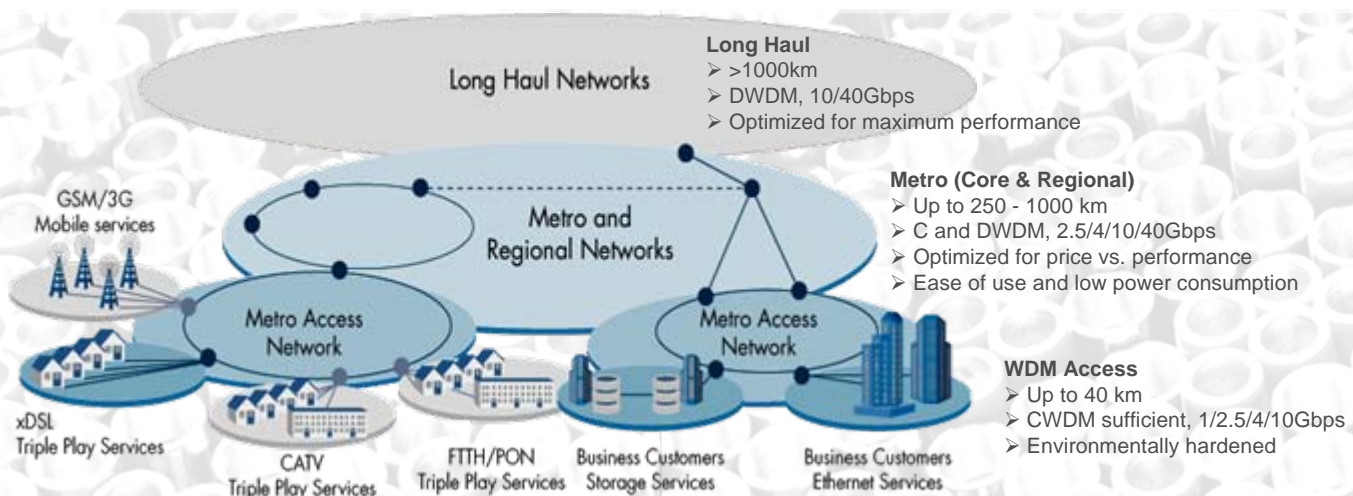 Long Haul
➢ >1000km
➢ DWDM, 10/40Gbps
➢ Optimized for maximum performance
Long Haul Networks
Metro (Core & Regional)
➢ Up to 250 - 1000 km
➢ C and DWDM, 2.5/4/10/40Gbps
➢ Optimized for price vs. performance
➢ Ease of use and low power consumption
GSM/3G
Mobile services
Metro and
Regional Networks
Metro Access
Network
Metro Access
Network
WDM Access
➢ Up to 40 km
➢ CWDM sufficient, 1/2.5/4/10Gbps
➢ Environmentally hardened
xDSL
Triple Play Services
CATV
Triple Play Services
FTTH/PON
Triple Play Services
Business Customers
Storage Services
Business Customers
Ethernet Services